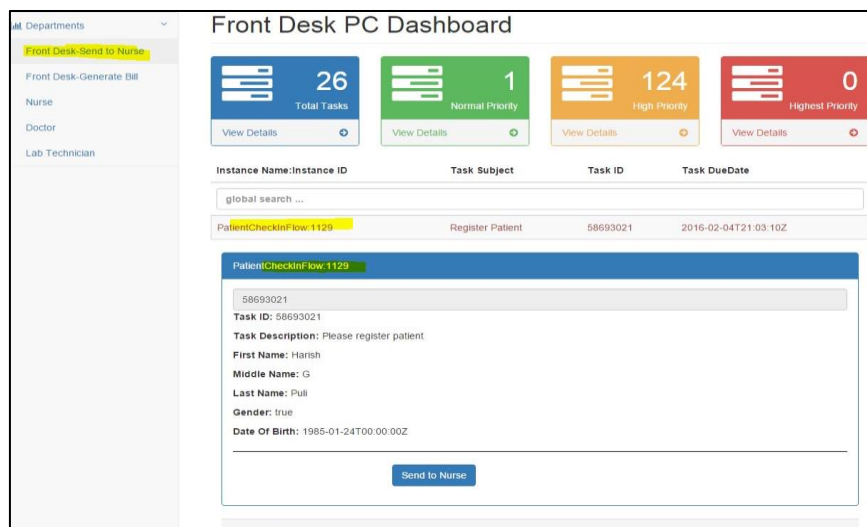 Departments
Front Desk-Send to Nurse
Front Desk-Generate Bill
Nurse
Doctor
Lab Technician
Front Desk PC Dashboard
26
Total Tasks
View Details
1
Normal Priority
View Details
124
High Priority
View Details
0
Highest Priority
View Details
Instance Name:Instance ID Task Subject Task ID Task DueDate
global search ...
PatientCheckInFlow:1129 Register Patient 58693021 2016-02-04T21:03:10Z
PatientCheckInFlow:1129
58693021
Task ID: 58693021
Task Description: Please register patient
First Name: Harish
Middle Name: G
Last Name: Puli
Gender: true
Date Of Birth: 1985-01-24T00:00:00Z
Send to Nurse